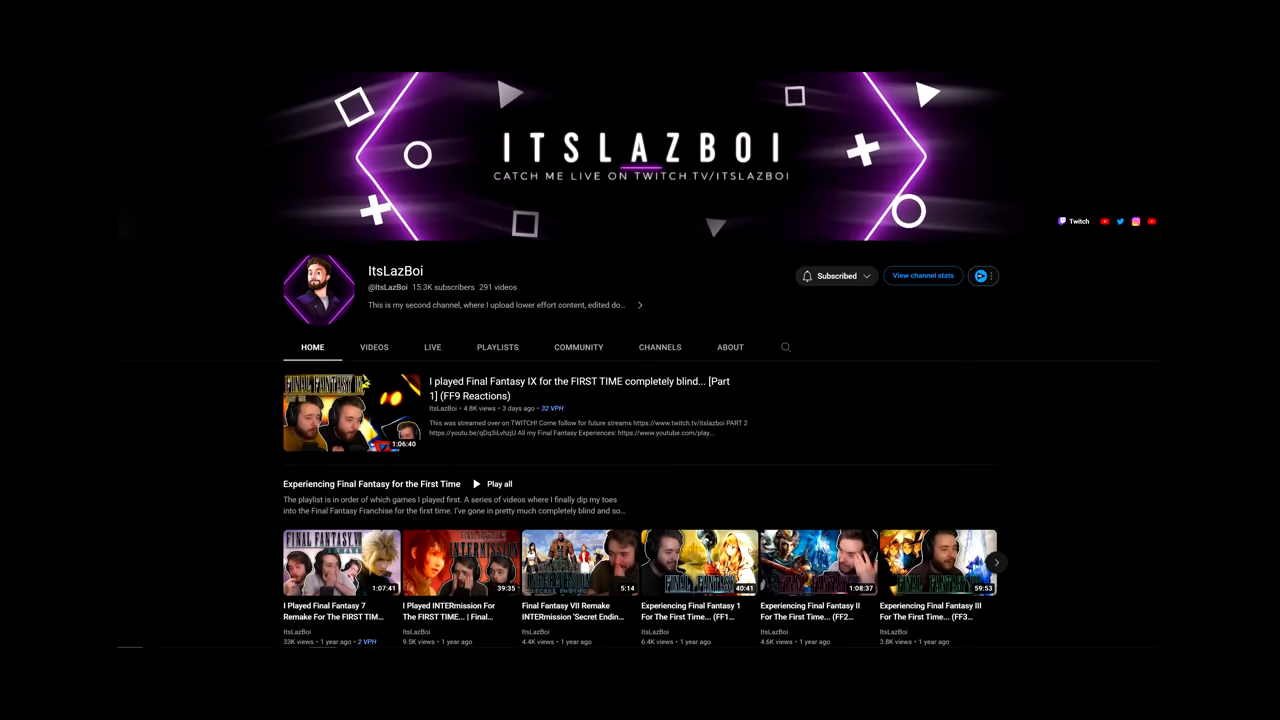 ITSLAZBOI
CATCH ME LIVE ON TWITCH TV/ITSLAZBOI
Twitch
ItsLazBoi
@ItsLazBoi 15.3K subscribers 291 videos
Subscribed
View channel stats
This is my second channel, where I upload lower effort content, edited do...
HOME VIDEOS LIVE PLAYLISTS COMMUNITY CHANNELS ABOUT
FINAL FANTASY IX
1:06:40
I played Final Fantasy IX for the FIRST TIME completely blind... [Part
1] (FF9 Reactions)
ItsLazBoi • 4.8K views • 3 days ago • 32 VPH
This was streamed over on TWITCH! Come follow for future streams https://www.twitch.tv/itslazboi PART 2
https://youtu.be/qDq3iLvhzjU All my Final Fantasy Experiences: https://www.youtube.com/play...
Experiencing Final Fantasy for the First Time Play all
The playlist is in order of which games I played first. A series of videos where I finally dip my toes
into the Final Fantasy Franchise for the first time. I've gone in pretty much completely blind and so...
FINAL FANTASY VII
REMAKE
1:07:41
INTERMISSION
39:35
INTERMISSION
5:14
FINAL FANTASY
40:41
FINAL FANTASY
1:08:37
FINAL FANTASY
59:53
I Played Final Fantasy 7
Remake For The FIRST TIM...
ItsLazBoi
33K views • 1 year ago • 2 VPH
I Played INTERmission For
The FIRST TIME... | Final...
ItsLazBoi
9.5K views • 1 year ago
Final Fantasy VII Remake
INTERmission 'Secret Endin...
ItsLazBoi
4.4K views • 1 year ago
Experiencing Final Fantasy 1
For The First Time... (FF1...
ItsLazBoi
6.4K views • 1 year ago
Experiencing Final Fantasy II
For The First Time... (FF2...
ItsLazBoi
4.6K views • 1 year ago
Experiencing Final Fantasy III
For The First Time... (FF3...
ItsLazBoi
3.8K views • 1 year ago